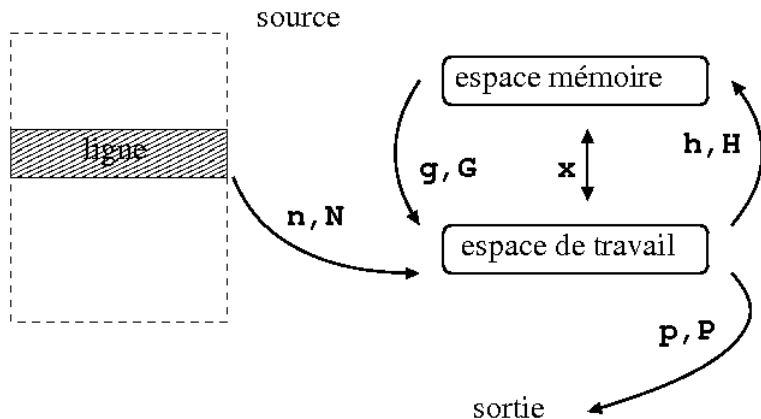 source
espace mémoire
ligne
g, G
x
h, H
n, N
espace de travail
p, P
sortie